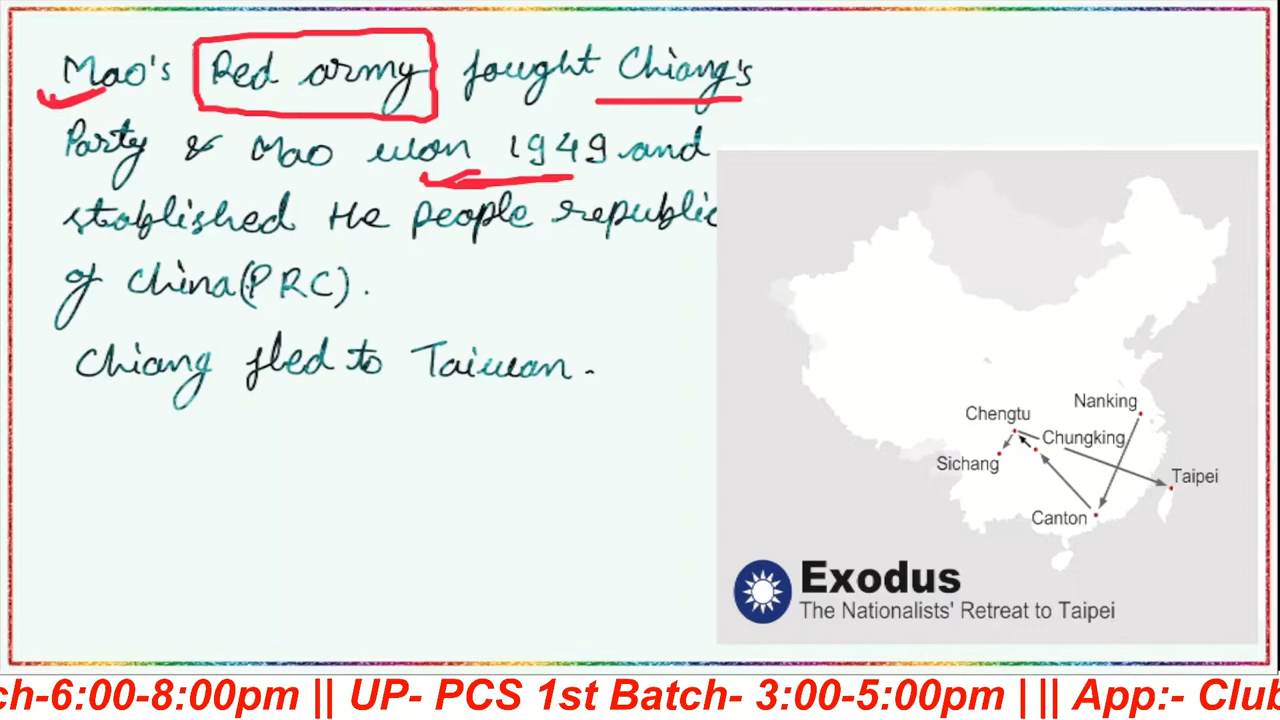 Mao's Red army fought Chiang's
Party & Mao won 1949 and
established the people republic
of China (PRC).
Chiang fled to Taiwan.
Nanking
Chengtu
Chungking
Sichang
Taipei
Canton
Exodus
The Nationalists' Retreat to Taipei
ch-6:00-8:00pm || UP- PCS 1st Batch- 3:00-5:00pm | || App:- Club